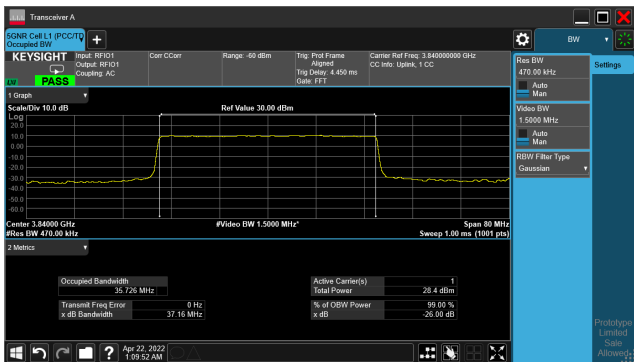 Transceiver A
5GNR Cell L1 (PCC/TD
Occupied BW
BW
KEYSIGHT
LXI
PASS
Input: RFIO1
Output: RFIO1
Coupling: AC
Corr CCorr
Range: -60 dBm
Trig: Prot Frame
Aligned
Trig Delay: 4.450 ms
Gate: FFT
Carrier Ref Freq: 3.840000000 GHz
CC Info: Uplink, 1 CC
1 Graph
Scale/Div 10.0 dB
Ref Value 30.00 dBm
Log
20.0
10.0
0.00
-10.0
-20.0
-30.0
-40.0
-50.0
-60.0
Center 3.84000 GHz
#Video BW 1.5000 MHz*
Span 80 MHz
#Res BW 470.00 kHz
Sweep 1.00 ms (1001 pts)
2 Metrics
Occupied Bandwidth
35.726 MHz
Transmit Freq Error 0 Hz
x dB Bandwidth 37.16 MHz
Active Carrier(s) 1
Total Power 28.4 dBm
% of OBW Power 99.00 %
x dB -26.00 dB
Apr 22, 2022
1:09:52 AM
Res BW
470.00 kHz
Auto
Man
Video BW
1.5000 MHz
Auto
Man
RBW Filter Type
Gaussian
Settings
Prototype
Limited
Sale
Allowed